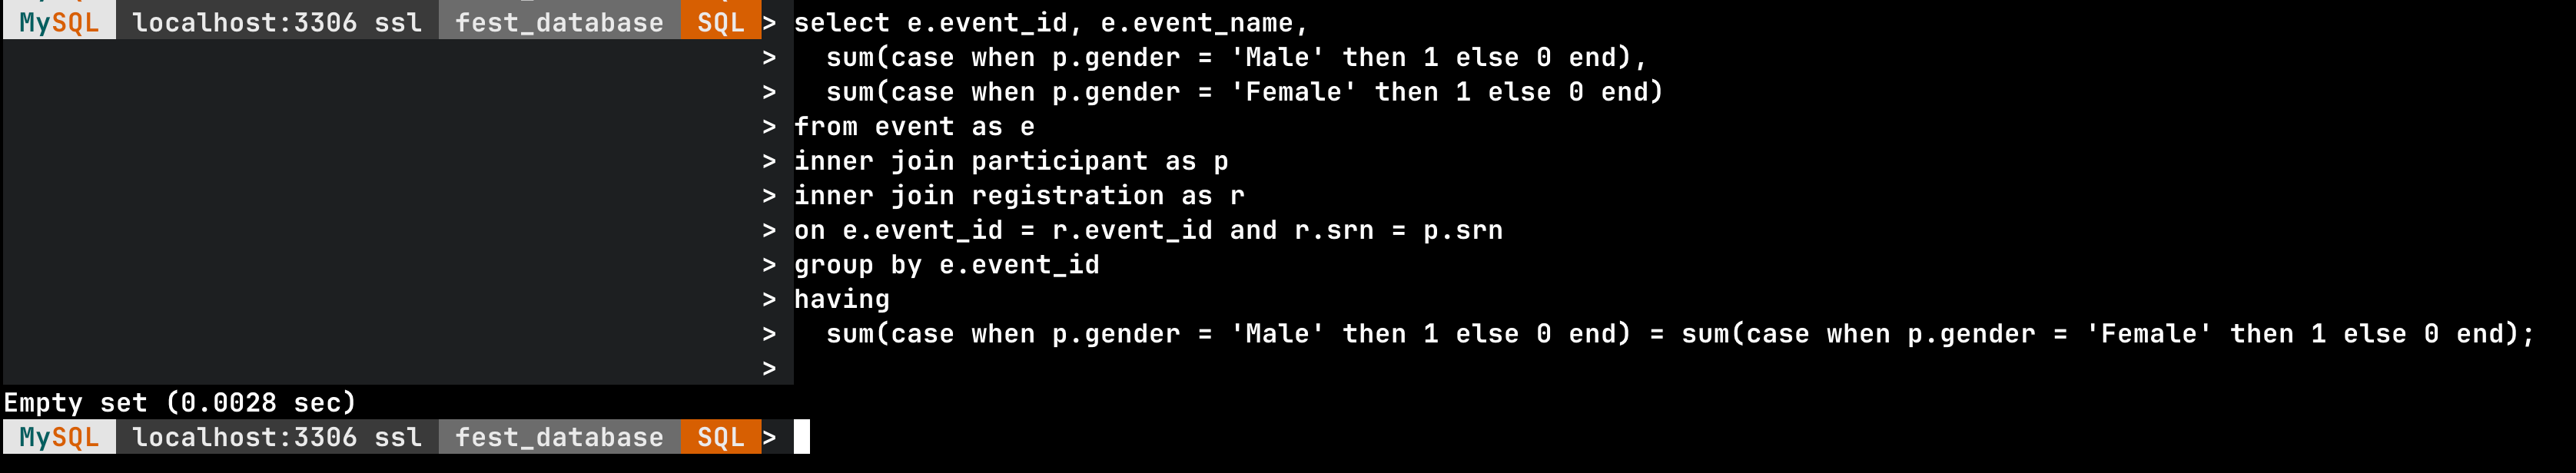 MySQL localhost:3306 ssl fest_database SQL > select e.event_id, e.event_name,
> sum(case when p.gender = 'Male' then 1 else 0 end),
> sum(case when p.gender = 'Female' then 1 else 0 end)
> from event as e
> inner join participant as p
> inner join registration as r
> on e.event_id = r.event_id and r.srn = p.srn
> group by e.event_id
> having
> sum(case when p.gender = 'Male' then 1 else 0 end) = sum(case when p.gender = 'Female' then 1 else 0 end);
>
Empty set (0.0028 sec)
MySQL localhost:3306 ssl fest_database SQL >